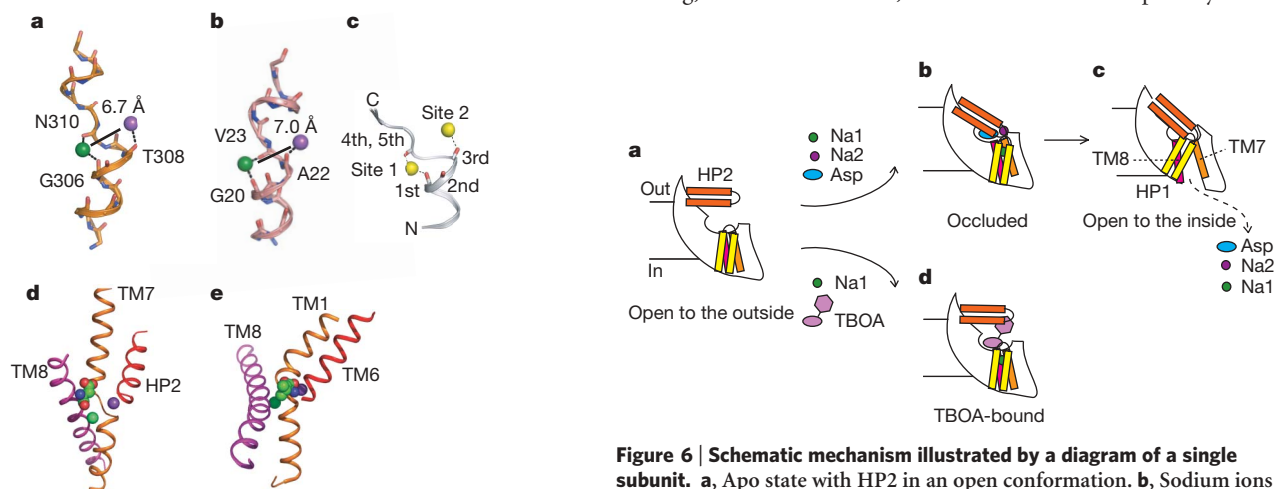 a
N310
6.7 Å
T308
G306
b
V23
7.0 Å
A22
G20
c
C
Site 2
4th, 5th
3rd
Site 1
1st
2nd
N
d
TM7
TM8
HP2
e
TM1
TM8
TM6
a
HP2
Out
In
Open to the outside
Na1
Na2
Asp
Na1
TBOA
b
Occluded
c
TM8
TM7
HP1
Open to the inside
Asp
Na2
Na1
d
TBOA-bound
Figure 6 | Schematic mechanism illustrated by a diagram of a single
subunit. a, Apo state with HP2 in an open conformation. b, Sodium ions